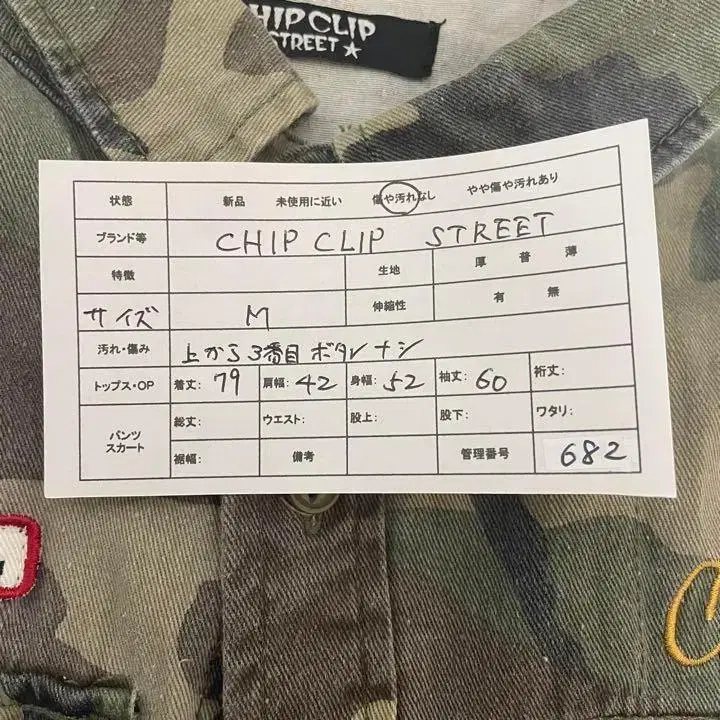 HIP CLIP
STREET ★
状態 新品 未使用に近い 傷や汚れなし やや傷や汚れあり
ブランド等 CHIP CLIP STREET
特徴 生地 厚 普 薄
サイズ M 伸縮性 有 無
汚れ・傷み 上から3番目ボタンナシ
トップス・OP 着丈: 79 肩幅: 42 身幅: 52 袖丈: 60 裄丈:
パンツ スカート 総丈: ウエスト: 股上: 股下: ワタリ:
裾幅: 備考 管理番号 682